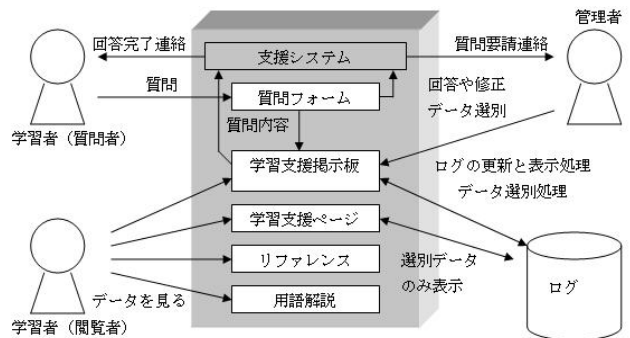 管理者
回答完了連絡
支援システム
質問要請連絡
質問
質問フォーム
回答や修正
データ選別
質問内容
学習者（質問者）
学習支援掲示板
ログの更新と表示処理
データ選別処理
学習支援ページ
リファレンス
選別データ
のみ表示
ログ
データを見る
用語解説
学習者（閲覧者）